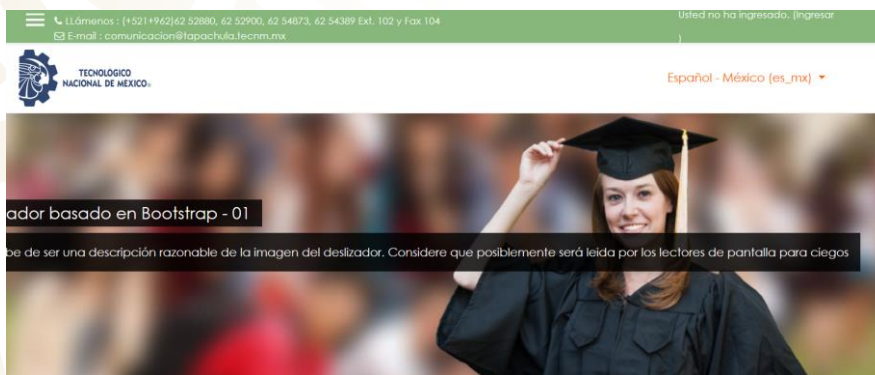 LLámenos : (+521+962)62 52880, 62 52900, 62 54873, 62 54389 Ext. 102 y Fax 104
Usted no ha ingresado. (Ingresar
)
E-mail : comunicacion@tapachula.tecnm.mx
TECNOLÓGICO
NACIONAL DE MÉXICO®
Español - México (es_mx)
ador basado en Bootstrap - 01
be de ser una descripción razonable de la imagen del deslizador. Considere que posiblemente será leida por los lectores de pantalla para ciegos